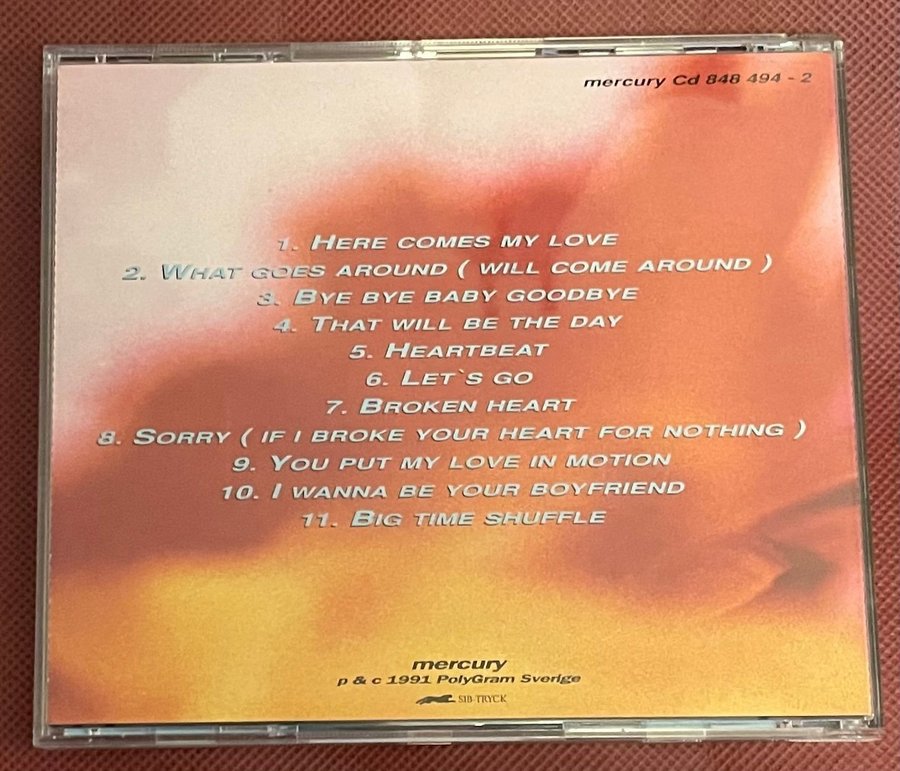 mercury Cd 848 494 - 2
1. HERE COMES MY LOVE
2. WHAT GOES AROUND ( WILL COME AROUND )
3. BYE BYE BABY GOODBYE
4. THAT WILL BE THE DAY
5. HEARTBEAT
6. LET`S GO
7. BROKEN HEART
8. SORRY ( IF I BROKE YOUR HEART FOR NOTHING )
9. YOU PUT MY LOVE IN MOTION
10. I WANNA BE YOUR BOYFRIEND
11. BIG TIME SHUFFLE
mercury
p & c 1991 PolyGram Sverige
SIB-TRYCK